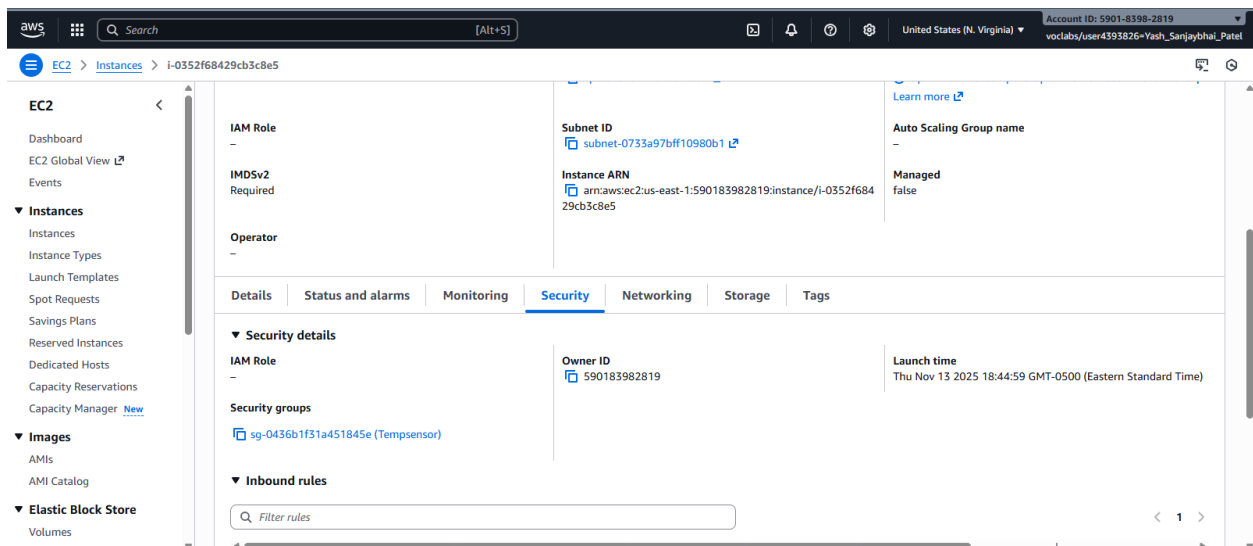 aws
Search [Alt+S]
United States (N. Virginia)
Account ID: 5901-8398-2819
voclabs/user4393826=Yash_Sanjaybhai_Patel
EC2 > Instances > i-0352f68429cb3c8e5
EC2
Dashboard
EC2 Global View
Events
Instances
Instances
Instance Types
Launch Templates
Spot Requests
Savings Plans
Reserved Instances
Dedicated Hosts
Capacity Reservations
Capacity Manager New
Images
AMIs
AMI Catalog
Elastic Block Store
Volumes
Learn more
IAM Role
–
Subnet ID
subnet-0733a97bff10980b1
Auto Scaling Group name
–
IMDSv2
Required
Instance ARN
arn:aws:ec2:us-east-1:590183982819:instance/i-0352f684
29cb3c8e5
Managed
false
Operator
–
Details Status and alarms Monitoring Security Networking Storage Tags
Security details
IAM Role
–
Owner ID
590183982819
Launch time
Thu Nov 13 2025 18:44:59 GMT-0500 (Eastern Standard Time)
Security groups
sg-0436b1f31a451845e (Tempsensor)
Inbound rules
Filter rules
1